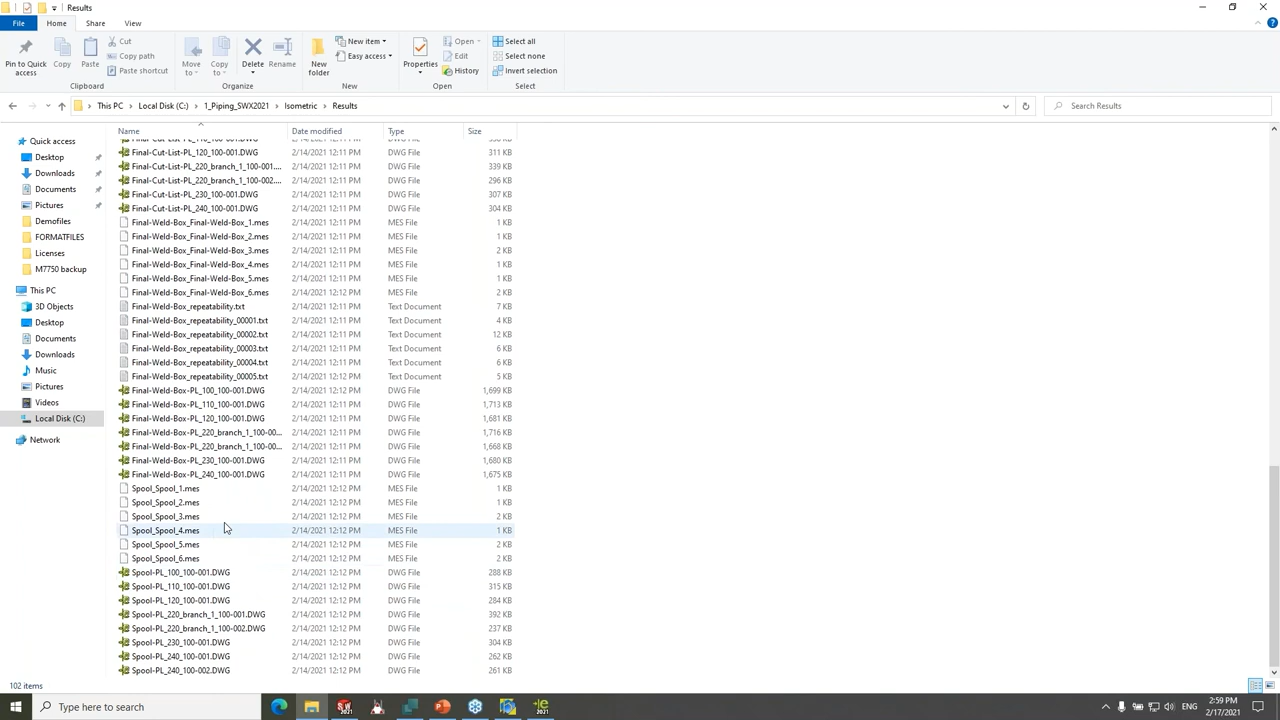 Results
File Home Share View
Pin to Quick access
Copy
Paste
Cut
Copy path
Paste shortcut
Clipboard
Move to
Copy to
Delete
Rename
Organize
New folder
New item
Easy access
New
Properties
Open
Edit
History
Open
Select all
Select none
Invert selection
Select
This PC Local Disk (C:) 1_Piping_SWX2021 Isometric Results
Search Results
Name Date modified Type Size
Quick access
Desktop
Downloads
Documents
Pictures
Demofiles
FORMATFILES
Licenses
M7750 backup
This PC
3D Objects
Desktop
Documents
Downloads
Music
Pictures
Videos
Local Disk (C:)
Network
Final-Cut-List-PL_120_100-001.DWG 2/14/2021 12:11 PM DWG File 311 KB
Final-Cut-List-PL_220_branch_1_100-001.... 2/14/2021 12:11 PM DWG File 339 KB
Final-Cut-List-PL_220_branch_1_100-002.... 2/14/2021 12:11 PM DWG File 296 KB
Final-Cut-List-PL_230_100-001.DWG 2/14/2021 12:11 PM DWG File 307 KB
Final-Cut-List-PL_240_100-001.DWG 2/14/2021 12:11 PM DWG File 304 KB
Final-Weld-Box_Final-Weld-Box_1.mes 2/14/2021 12:11 PM MES File 1 KB
Final-Weld-Box_Final-Weld-Box_2.mes 2/14/2021 12:11 PM MES File 1 KB
Final-Weld-Box_Final-Weld-Box_3.mes 2/14/2021 12:11 PM MES File 2 KB
Final-Weld-Box_Final-Weld-Box_4.mes 2/14/2021 12:11 PM MES File 1 KB
Final-Weld-Box_Final-Weld-Box_5.mes 2/14/2021 12:11 PM MES File 1 KB
Final-Weld-Box_Final-Weld-Box_6.mes 2/14/2021 12:12 PM MES File 2 KB
Final-Weld-Box_repeatability.txt 2/14/2021 12:11 PM Text Document 7 KB
Final-Weld-Box_repeatability_00001.txt 2/14/2021 12:11 PM Text Document 4 KB
Final-Weld-Box_repeatability_00002.txt 2/14/2021 12:11 PM Text Document 12 KB
Final-Weld-Box_repeatability_00003.txt 2/14/2021 12:11 PM Text Document 6 KB
Final-Weld-Box_repeatability_00004.txt 2/14/2021 12:11 PM Text Document 6 KB
Final-Weld-Box_repeatability_00005.txt 2/14/2021 12:11 PM Text Document 5 KB
Final-Weld-Box-PL_100_100-001.DWG 2/14/2021 12:12 PM DWG File 1,699 KB
Final-Weld-Box-PL_110_100-001.DWG 2/14/2021 12:11 PM DWG File 1,713 KB
Final-Weld-Box-PL_120_100-001.DWG 2/14/2021 12:11 PM DWG File 1,681 KB
Final-Weld-Box-PL_220_branch_1_100-00... 2/14/2021 12:11 PM DWG File 1,716 KB
Final-Weld-Box-PL_220_branch_1_100-00... 2/14/2021 12:11 PM DWG File 1,668 KB
Final-Weld-Box-PL_230_100-001.DWG 2/14/2021 12:11 PM DWG File 1,680 KB
Final-Weld-Box-PL_240_100-001.DWG 2/14/2021 12:11 PM DWG File 1,675 KB
Spool_Spool_1.mes 2/14/2021 12:12 PM MES File 1 KB
Spool_Spool_2.mes 2/14/2021 12:12 PM MES File 1 KB
Spool_Spool_3.mes 2/14/2021 12:12 PM MES File 2 KB
Spool_Spool_4.mes 2/14/2021 12:12 PM MES File 1 KB
Spool_Spool_5.mes 2/14/2021 12:12 PM MES File 2 KB
Spool_Spool_6.mes 2/14/2021 12:12 PM MES File 2 KB
Spool-PL_100_100-001.DWG 2/14/2021 12:12 PM DWG File 288 KB
Spool-PL_110_100-001.DWG 2/14/2021 12:12 PM DWG File 315 KB
Spool-PL_120_100-001.DWG 2/14/2021 12:12 PM DWG File 284 KB
Spool-PL_220_branch_1_100-001.DWG 2/14/2021 12:12 PM DWG File 392 KB
Spool-PL_220_branch_1_100-002.DWG 2/14/2021 12:12 PM DWG File 237 KB
Spool-PL_230_100-001.DWG 2/14/2021 12:12 PM DWG File 304 KB
Spool-PL_240_100-001.DWG 2/14/2021 12:12 PM DWG File 262 KB
Spool-PL_240_100-002.DWG 2/14/2021 12:12 PM DWG File 261 KB
102 items
Type here to search
ENG
2:59 PM
2/17/2021